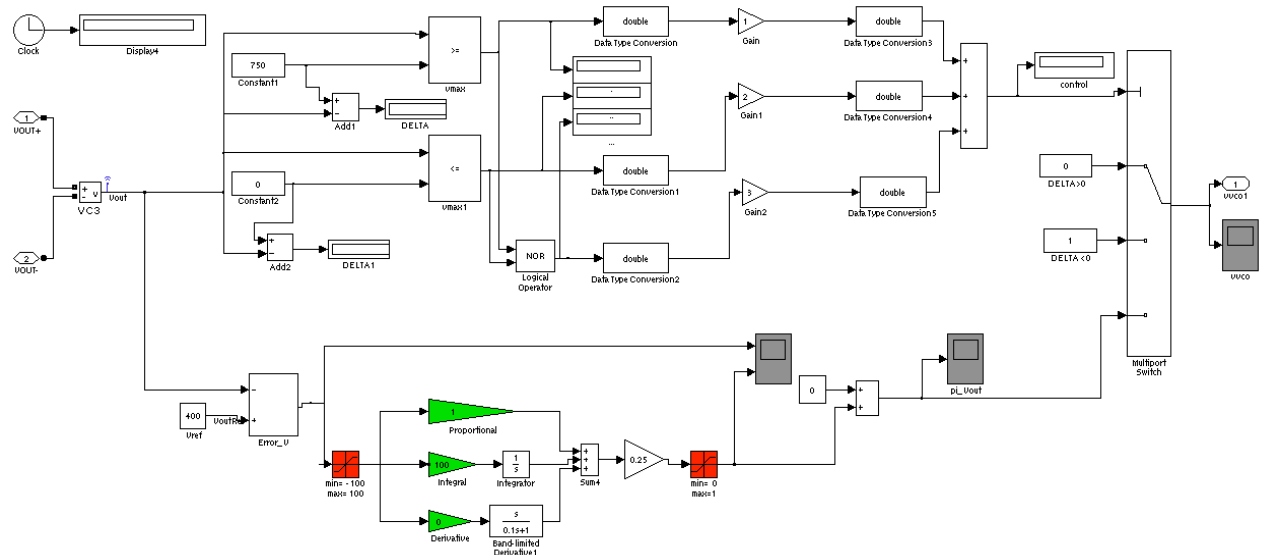 Clock
Display4
750
Constant1
+
−
Add1
DELTA
>=
vmax
double
Data Type Conversion
1
Gain
double
Data Type Conversion3
+
+
+
control
1
VOUT+
+
-
v
VC3
Vout
2
VOUT-
0
Constant2
+
−
Add2
DELTA1
<=
vmax1
...
double
Data Type Conversion1
2
Gain1
double
Data Type Conversion4
NOR
Logical
Operator
double
Data Type Conversion2
3
Gain2
double
Data Type Conversion5
0
DELTA>0
1
DELTA <0
Multiport
Switch
1
vvco1
vvco
400
Vref
−
+
Error_V
min= -100
max= 100
1
Proportional
100
Integral
1
s
Integrator
0
Derivative
s
0.1s+1
Band-limited
Derivative1
+
+
+
Sum4
0.25
min= 0
max=1
0
+
+
pi_Vout